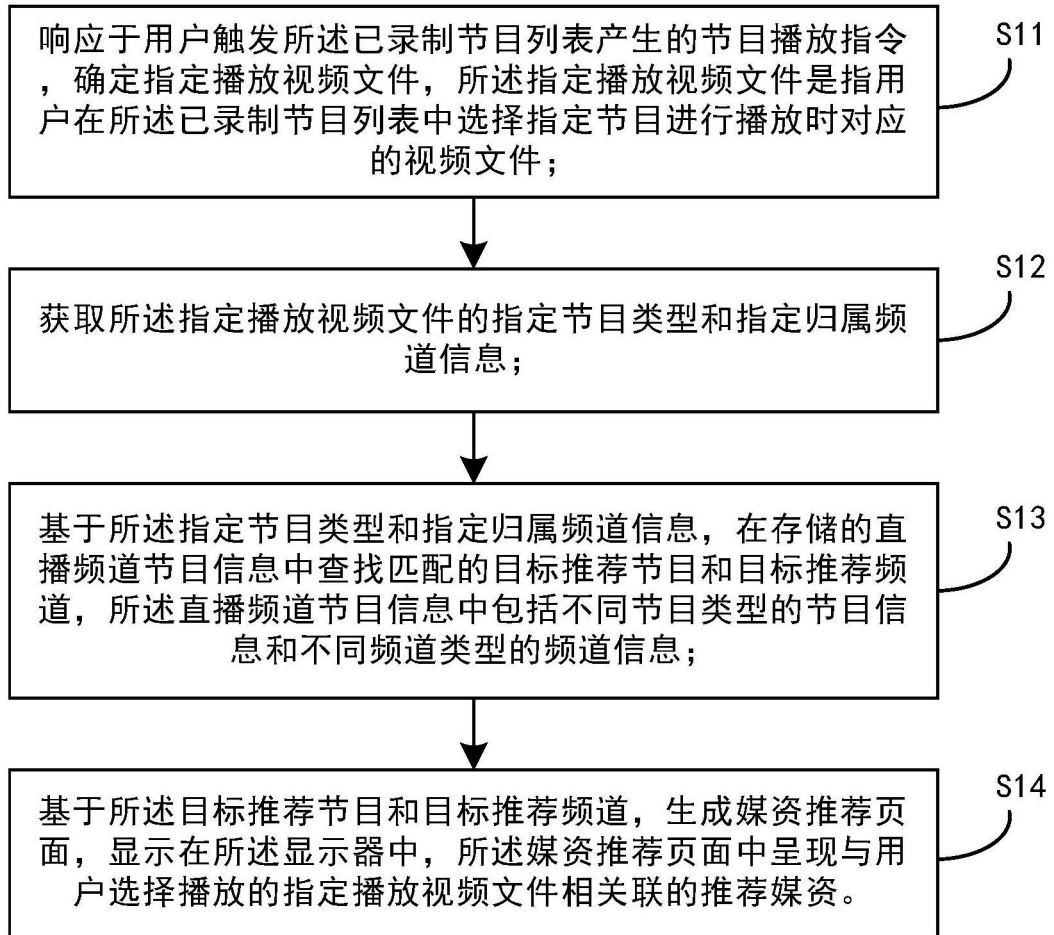 响应于用户触发所述已录制节目列表产生的节目播放指令
，确定指定播放视频文件，所述指定播放视频文件是指用
户在所述已录制节目列表中选择指定节目进行播放时对应
的视频文件；
S11
获取所述指定播放视频文件的指定节目类型和指定归属频
道信息；
S12
基于所述指定节目类型和指定归属频道信息，在存储的直
播频道节目信息中查找匹配的目标推荐节目和目标推荐频
道，所述直播频道节目信息中包括不同节目类型的节目信
息和不同频道类型的频道信息；
S13
基于所述目标推荐节目和目标推荐频道，生成媒资推荐页
面，显示在所述显示器中，所述媒资推荐页面中呈现与用
户选择播放的指定播放视频文件相关联的推荐媒资。
S14